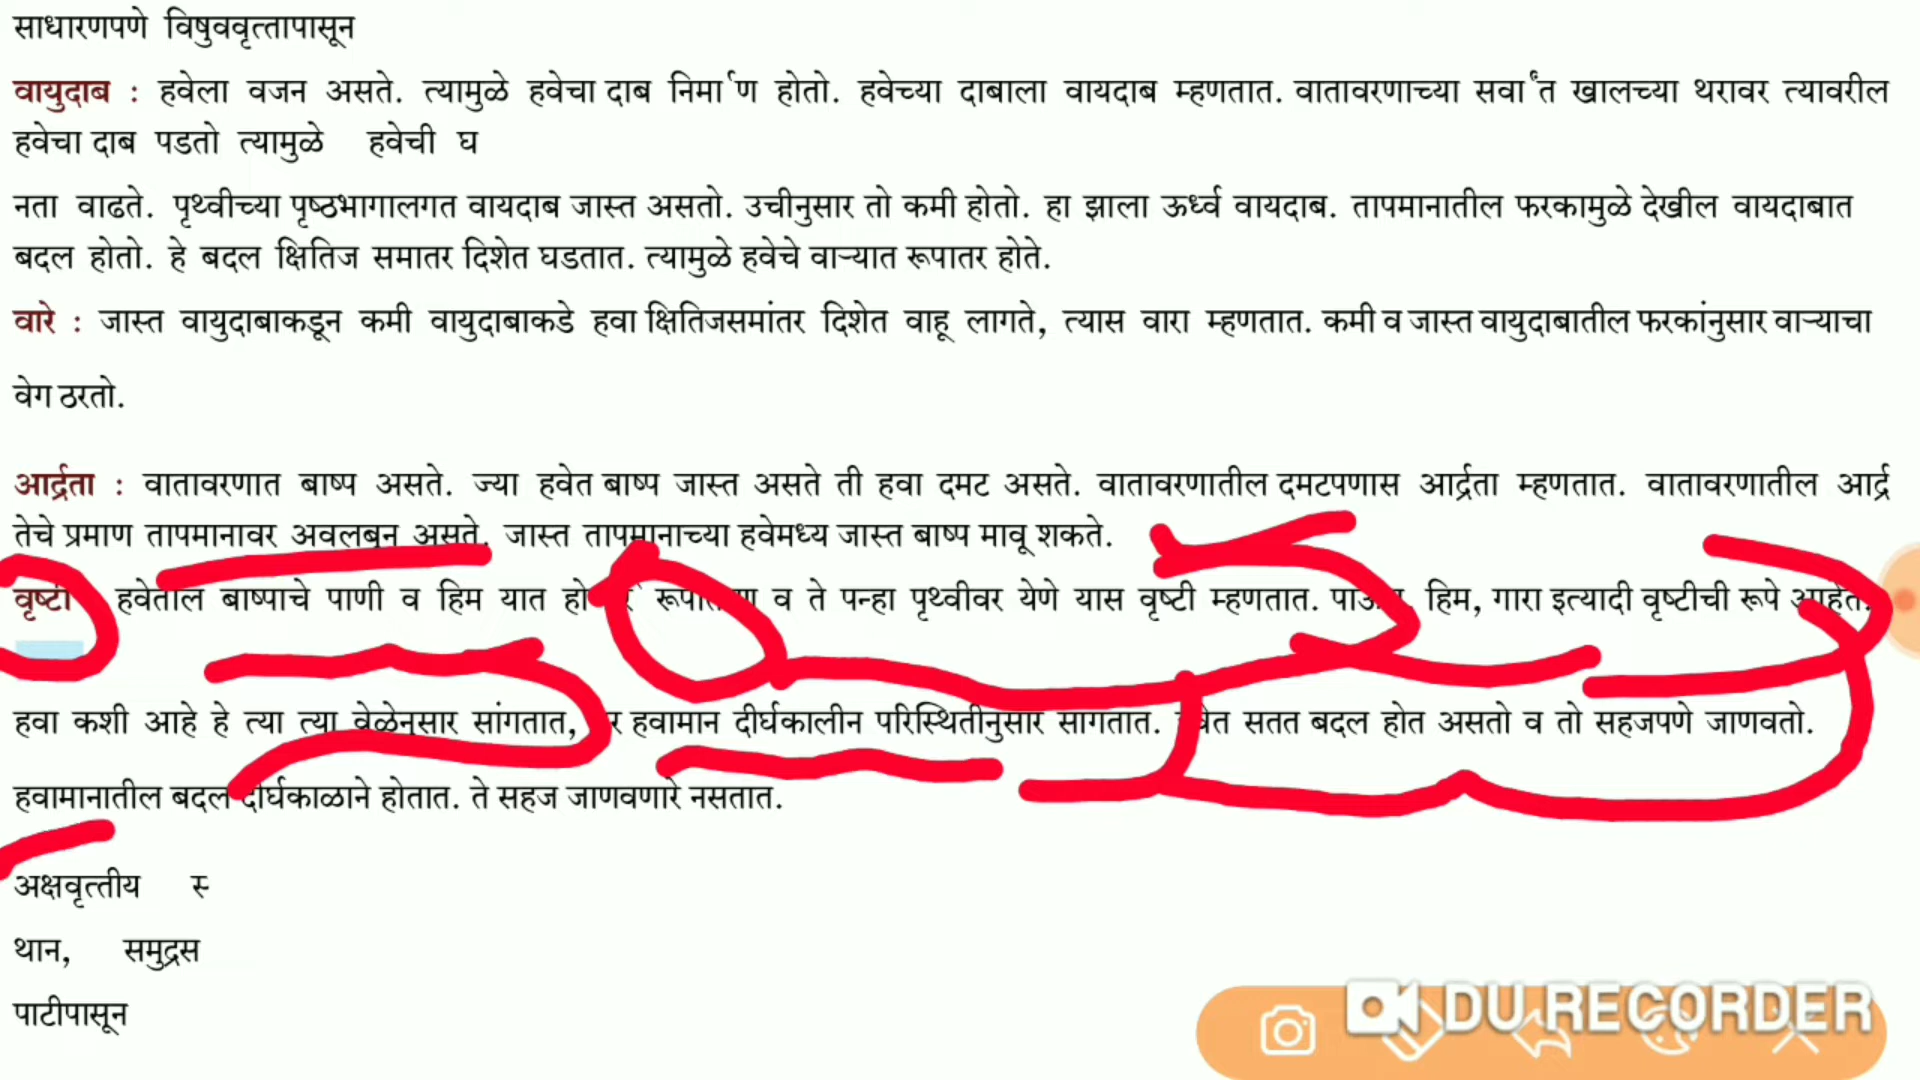 साधारणपणे विषुववृत्तापासून
वायुदाब : हवेला वजन असते. त्यामुळे हवेचा दाब निर्माण होतो. हवेच्या दाबाला वायदाब म्हणतात. वातावरणाच्या सर्वांत खालच्या थरावर त्यावरील
हवेचा दाब पडतो त्यामुळे हवेची घ
नता वाढते. पृथ्वीच्या पृष्ठभागालगत वायदाब जास्त असतो. उचीनुसार तो कमी होतो. हा झाला ऊर्ध्व वायदाब. तापमानातील फरकामुळे देखील वायदाबात
बदल होतो. हे बदल क्षितिज समातर दिशेत घडतात. त्यामुळे हवेचे वाऱ्यात रूपातर होते.
वारे : जास्त वायुदाबाकडून कमी वायुदाबाकडे हवा क्षितिजसमांतर दिशेत वाहू लागते, त्यास वारा म्हणतात. कमी व जास्त वायुदाबातील फरकांनुसार वाऱ्याचा
वेग ठरतो.
आर्द्रता : वातावरणात बाष्प असते. ज्या हवेत बाष्प जास्त असते ती हवा दमट असते. वातावरणातील दमटपणास आर्द्रता म्हणतात. वातावरणातील आर्द्र
तेचे प्रमाण तापमानावर अवलबन असते. जास्त तापमानाच्या हवेमध्य जास्त बाष्प मावू शकते.
वृष्टी हवेतील बाष्पाचे पाणी व हिम यात व ते पन्हा पृथ्वीवर येणे यास वृष्टी म्हणतात. हिम, गारा इत्यादी वृष्टीची रूपे आहेत.
हवा कशी आहे हे त्या त्या वेळेनुसार सांगतात, हवामान दीर्घकालीन परिस्थितीनुसार सागतात. सतत बदल होत असतो व तो सहजपणे जाणवतो.
हवामानातील बदल दीर्घकाळाने होतात. ते सहज जाणवणारे नसतात.
अक्षवृत्तीय स्
थान, समुद्रस
पाटीपासून
DU RECORDER